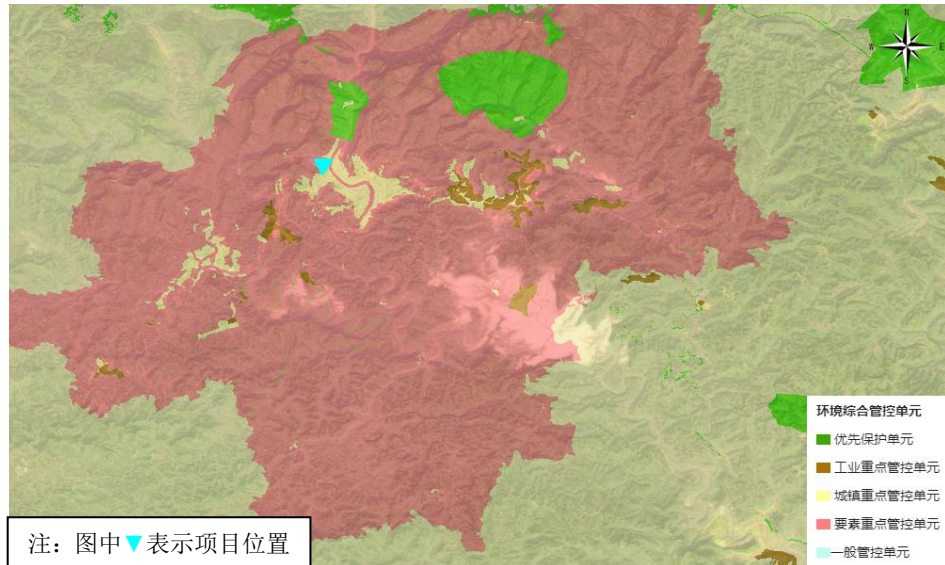 N
W E
S
环境综合管控单元
优先保护单元
工业重点管控单元
城镇重点管控单元
要素重点管控单元
一般管控单元
注：图中▼表示项目位置